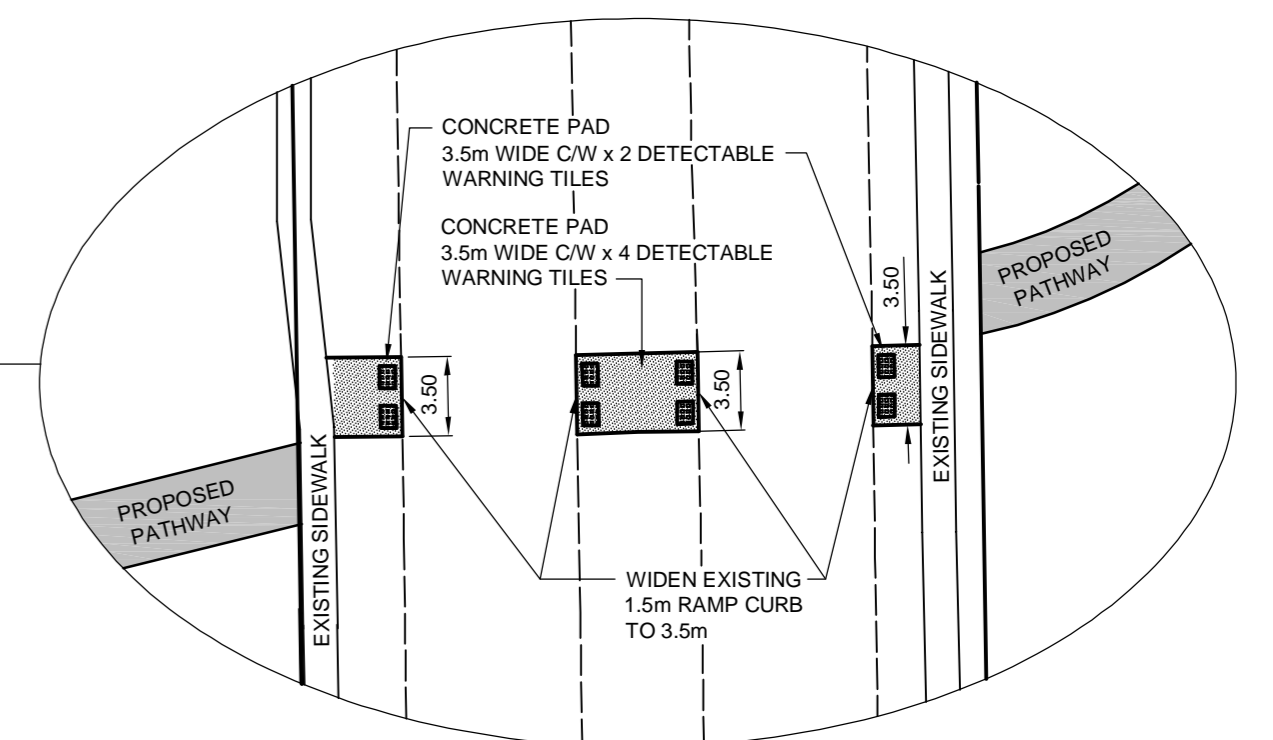 CONCRETE PAD
3.5m WIDE C/W x 2 DETECTABLE
WARNING TILES
CONCRETE PAD
3.5m WIDE C/W x 4 DETECTABLE
WARNING TILES
PROPOSED
PATHWAY
3.50
EXISTING SIDEWALK
3.50
3.50
EXISTING SIDEWALK
PROPOSED
PATHWAY
WIDEN EXISTING
1.5m RAMP CURB
TO 3.5m